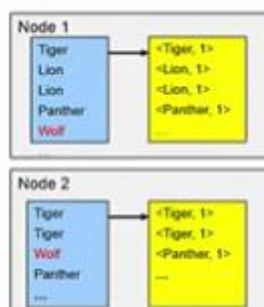 Node 1
Tiger
Lion
Lion
Panther
Wolf
...
<Tiger, 1>
<Lion, 1>
<Lion, 1>
<Panther, 1>
...
Node 2
Tiger
Tiger
Wolf
Panther
...
<Tiger, 1>
<Tiger, 1>
<Panther, 1>
...